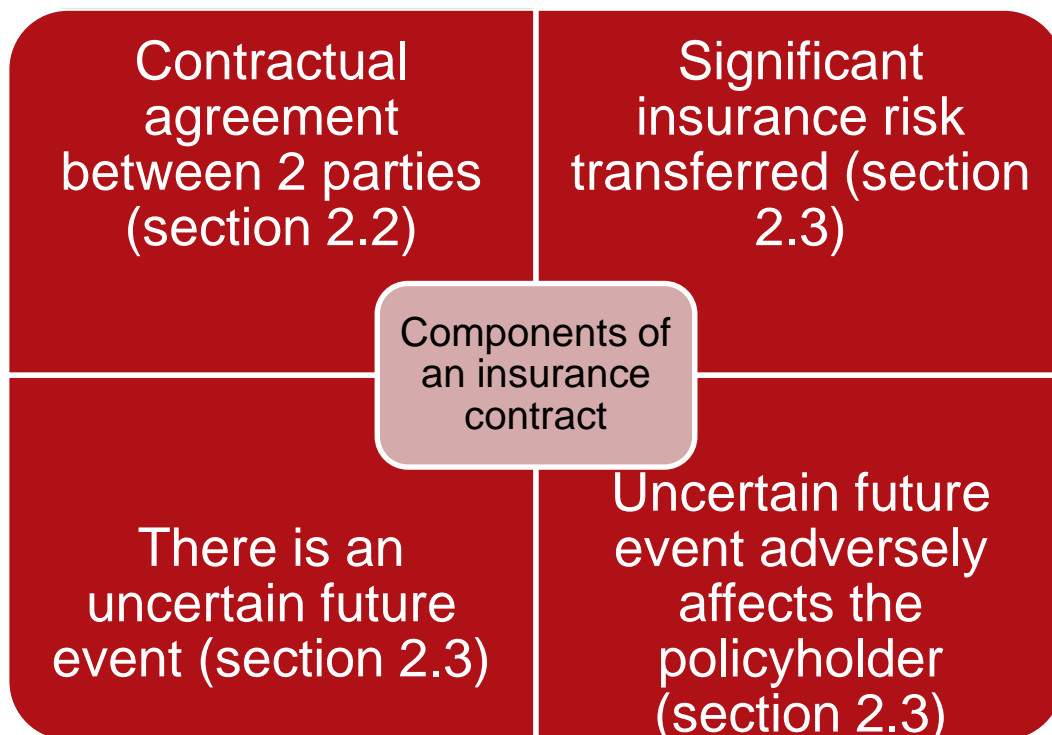 Contractual
agreement
between 2 parties
(section 2.2)
Significant
insurance risk
transferred (section
2.3)
Components of
an insurance
contract
There is an
uncertain future
event (section 2.3)
Uncertain future
event adversely
affects the
policyholder
(section 2.3)